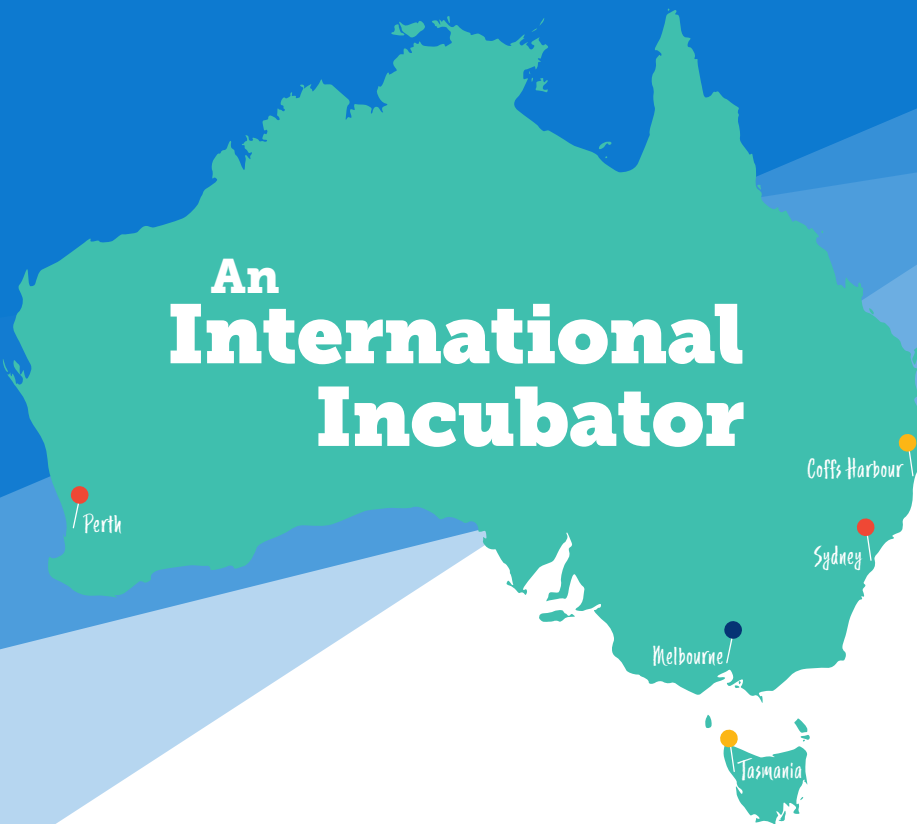 An
International
Incubator
Coffs Harbour
Perth
Sydney
Melbourne
Tasmania